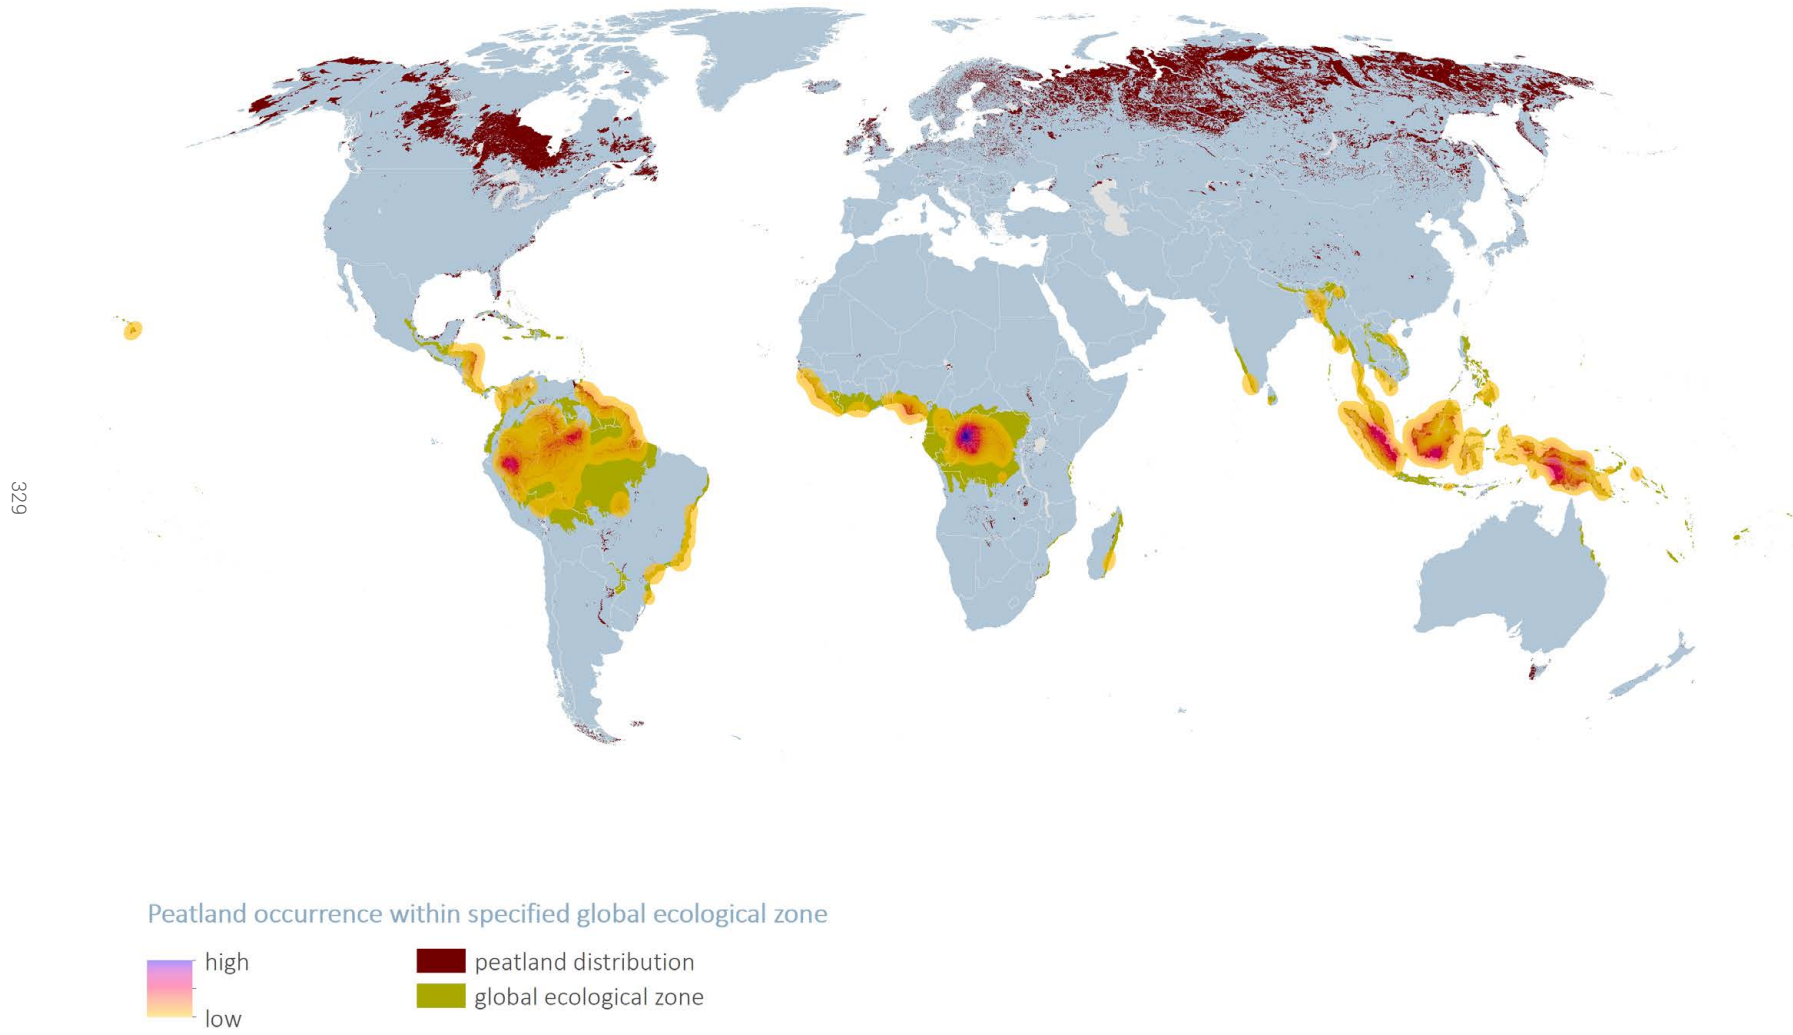 329
Peatland occurrence within specified global ecological zone
high
low
peatland distribution
global ecological zone